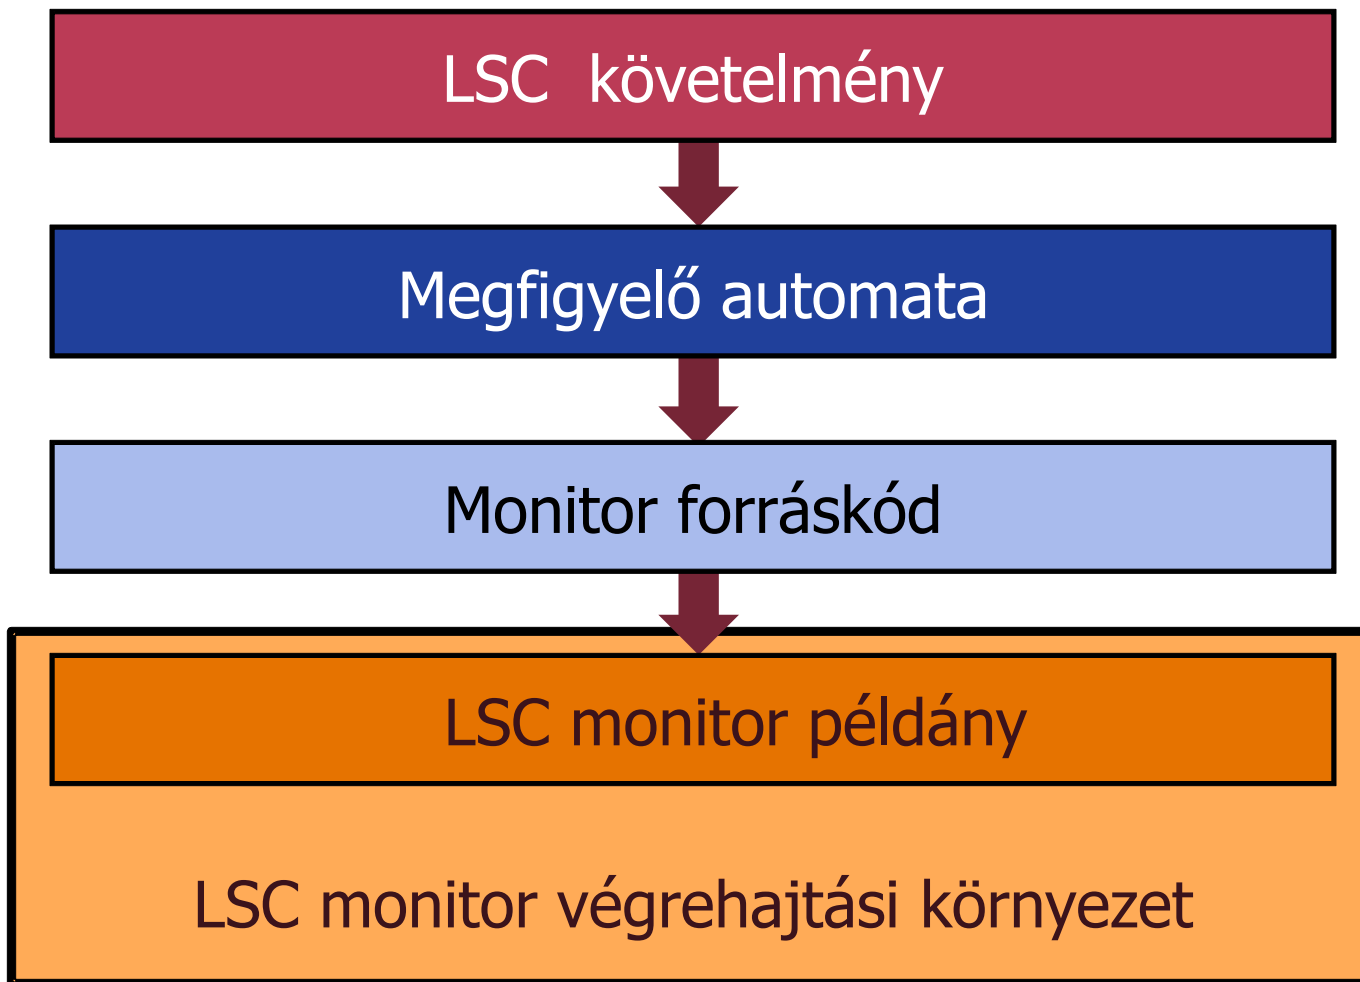 LSC követelmény
Megfigyelő automata
Monitor forráskód
LSC monitor példány
LSC monitor végrehajtási környezet